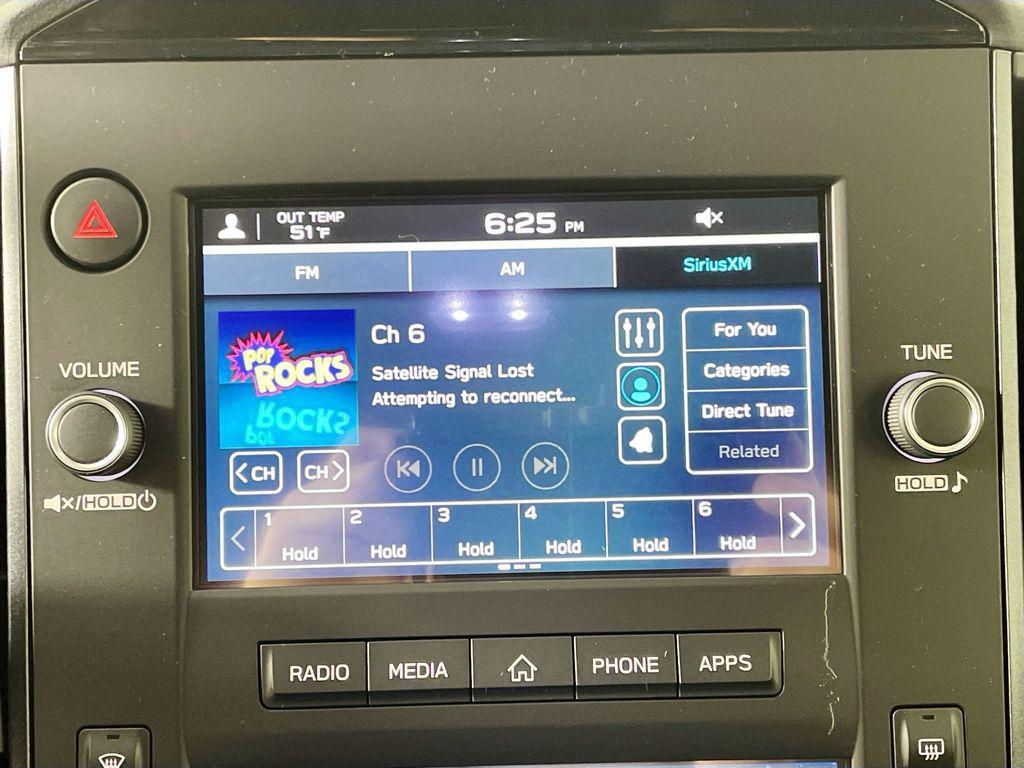 OUT TEMP
51°F
6:25 PM
FM
AM
SiriusXM
POP
ROCKS
Ch 6
Satellite Signal Lost
Attempting to reconnect...
For You
Categories
Direct Tune
Related
<CH
CH>
1
Hold
2
Hold
3
Hold
4
Hold
5
Hold
6
Hold
VOLUME
/HOLD
TUNE
HOLD
RADIO
MEDIA
PHONE
APPS